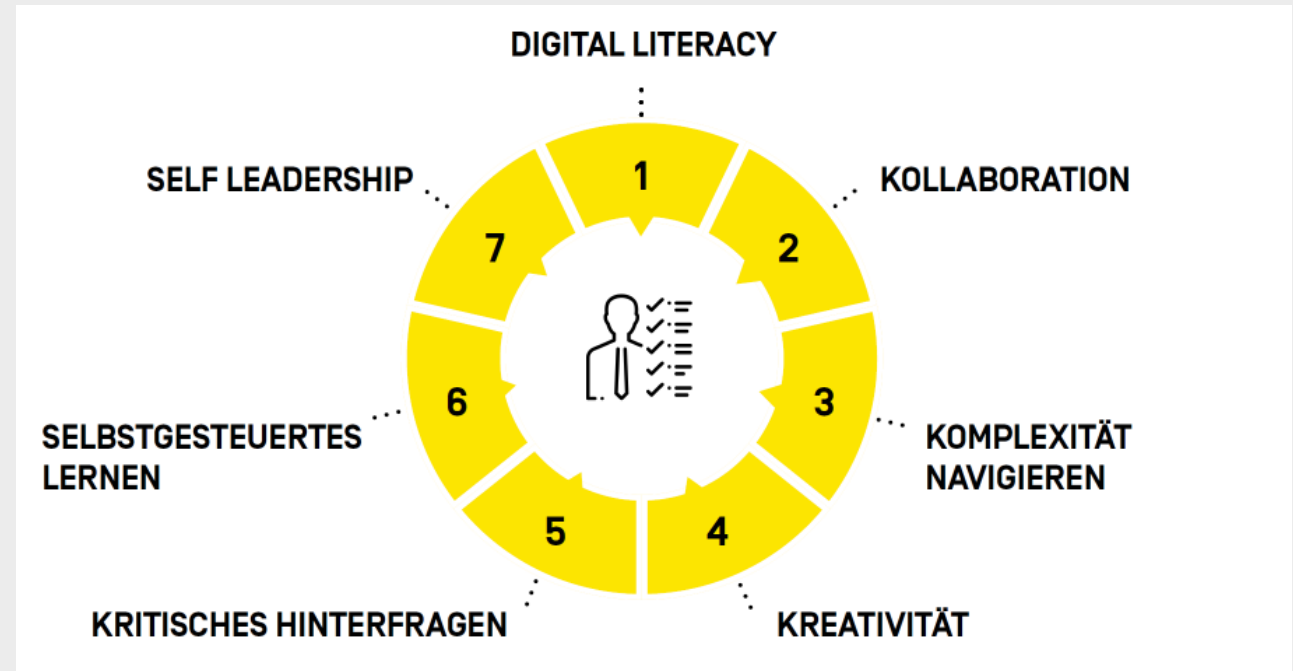 DIGITAL LITERACY
1
KOLLABORATION
2
KOMPLEXITÄT
NAVIGIEREN
3
KREATIVITÄT
4
KRITISCHES HINTERFRAGEN
5
SELBSTGESTEUERTES
LERNEN
6
SELF LEADERSHIP
7